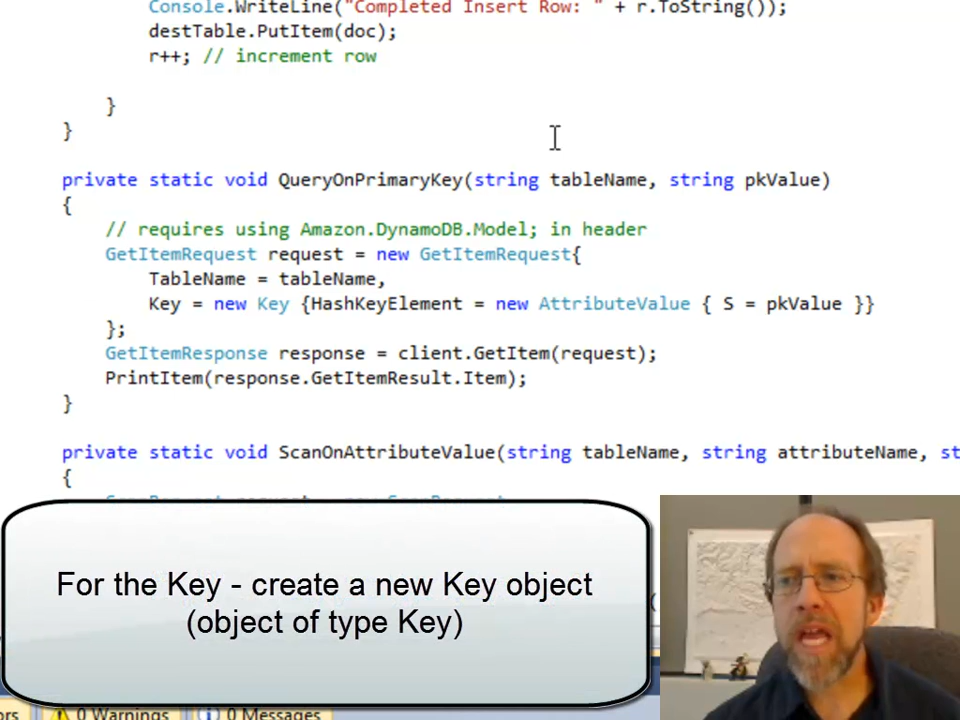 Console.WriteLine("Completed Insert Row: " + r.ToString());
destTable.PutItem(doc);
r++; // increment row
}
}
private static void QueryOnPrimaryKey(string tableName, string pkValue)
{
// requires using Amazon.DynamoDB.Model; in header
GetItemRequest request = new GetItemRequest{
TableName = tableName,
Key = new Key {HashKeyElement = new AttributeValue { S = pkValue }}
};
GetItemResponse response = client.GetItem(request);
PrintItem(response.GetItemResult.Item);
}
private static void ScanOnAttributeValue(string tableName, string attributeName, st
{
For the Key - create a new Key object
(object of type Key)
ors 0 Warnings 0 Messages